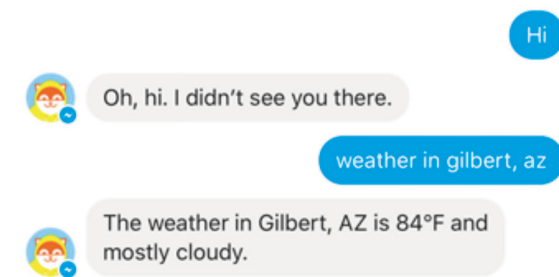 Hi
Oh, hi. I didn't see you there.
weather in gilbert, az
The weather in Gilbert, AZ is 84°F and
mostly cloudy.